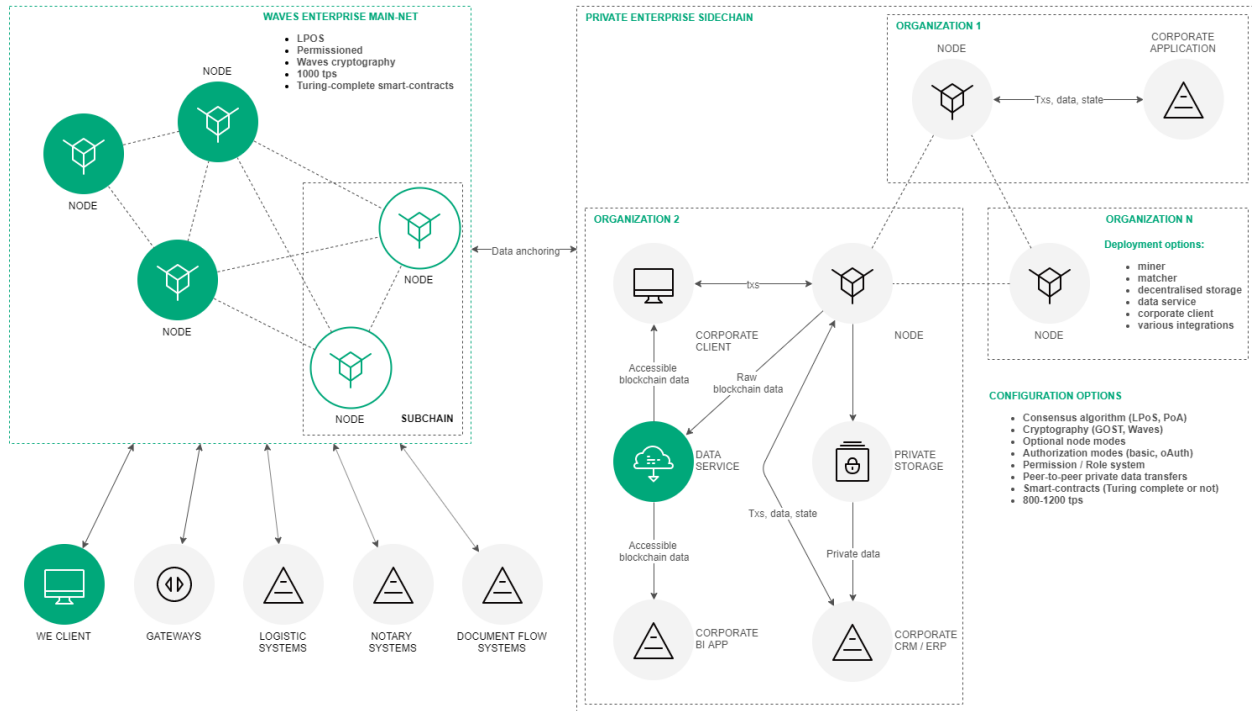 WAVES ENTERPRISE MAIN-NET
LPOS
Permissioned
Waves cryptography
1000 tps
Turing-complete smart-contracts
NODE
NODE
NODE
NODE
NODE
SUBCHAIN
Data anchoring
WE CLIENT
GATEWAYS
LOGISTIC
SYSTEMS
NOTARY
SYSTEMS
DOCUMENT FLOW
SYSTEMS
PRIVATE ENTERPRISE SIDECHAIN
ORGANIZATION 1
NODE
CORPORATE
APPLICATION
Txs, data, state
ORGANIZATION 2
txs
CORPORATE
CLIENT
NODE
Accessible
blockchain data
Raw
blockchain data
DATA
SERVICE
PRIVATE
STORAGE
Txs, data, state
Accessible
blockchain data
Private data
CORPORATE
BI APP
CORPORATE
CRM / ERP
ORGANIZATION N
Deployment options:
miner
matcher
decentralised storage
data service
corporate client
various integrations
NODE
CONFIGURATION OPTIONS
Consensus algorithm (LPoS, PoA)
Cryptography (GOST, Waves)
Optional node modes
Authorization modes (basic, oAuth)
Permission / Role system
Peer-to-peer private data transfers
Smart-contracts (Turing complete or not)
800-1200 tps